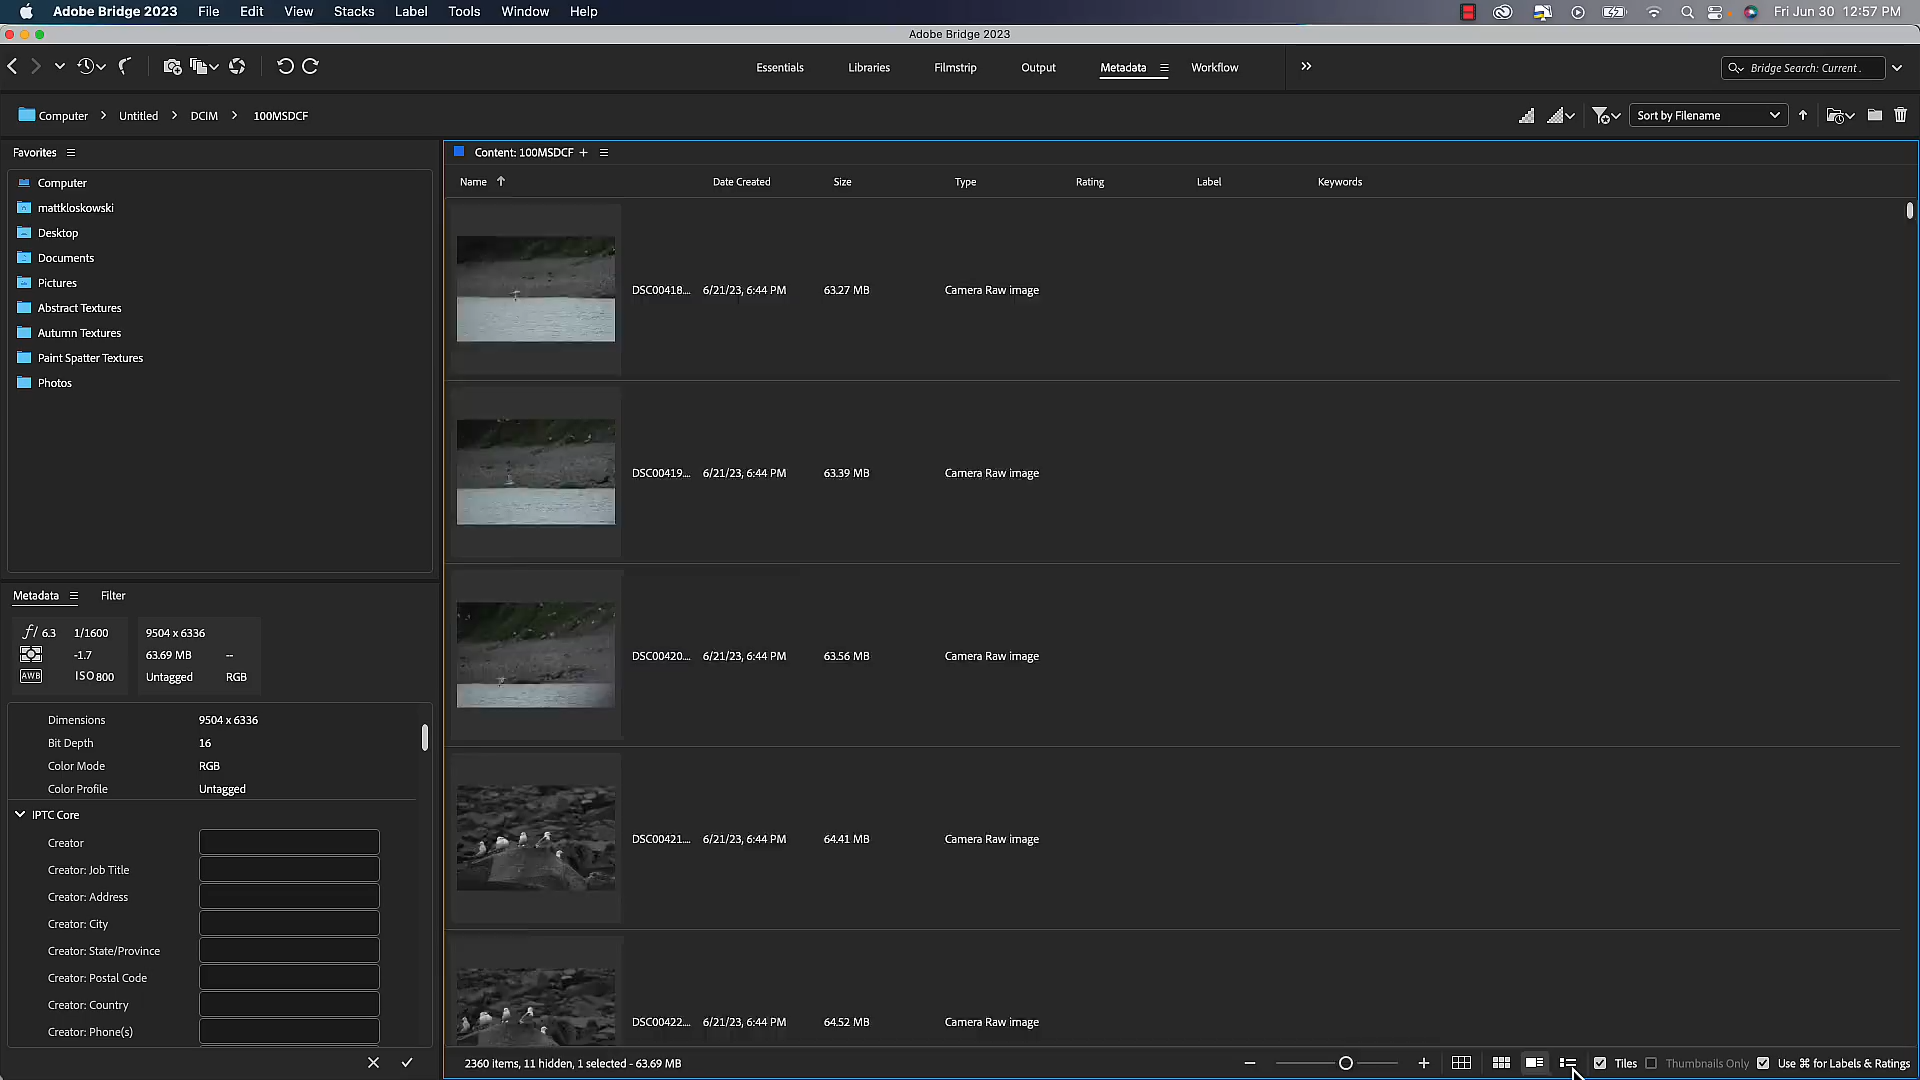 Adobe Bridge 2023 File Edit View Stacks Label Tools Window Help Fri Jun 30 12:57 PM
Adobe Bridge 2023
Essentials Libraries Filmstrip Output Metadata Workflow Bridge Search: Current .
Computer Untitled DCIM 100MSDCF Sort by Filename
Favorites
Computer
mattkloskowski
Desktop
Documents
Pictures
Abstract Textures
Autumn Textures
Paint Spatter Textures
Photos
Content: 100MSDCF
Name Date Created Size Type Rating Label Keywords
DSC00418... 6/21/23, 6:44 PM 63.27 MB Camera Raw image
DSC00419... 6/21/23, 6:44 PM 63.39 MB Camera Raw image
DSC00420... 6/21/23, 6:44 PM 63.56 MB Camera Raw image
DSC00421... 6/21/23, 6:44 PM 64.41 MB Camera Raw image
DSC00422... 6/21/23, 6:44 PM 64.52 MB Camera Raw image
Metadata Filter
f/ 6.3 1/1600 9504 x 6336
-1.7 63.69 MB --
AWB ISO 800 Untagged RGB
Dimensions 9504 x 6336
Bit Depth 16
Color Mode RGB
Color Profile Untagged
IPTC Core
Creator
Creator: Job Title
Creator: Address
Creator: City
Creator: State/Province
Creator: Postal Code
Creator: Country
Creator: Phone(s)
2360 items, 11 hidden, 1 selected - 63.69 MB Tiles Thumbnails Only Use ⌘ for Labels & Ratings